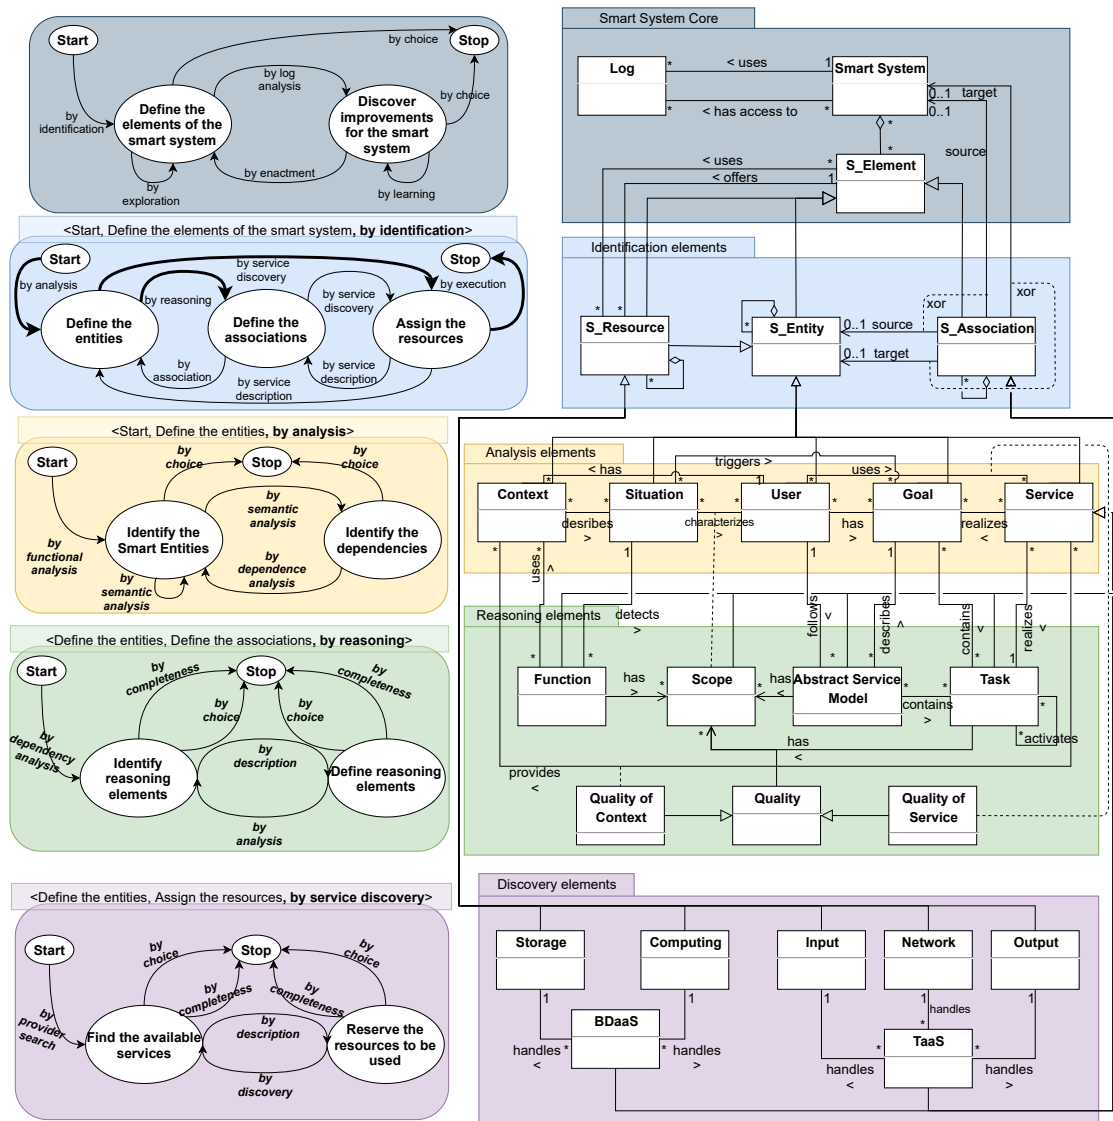 Start
Stop
by choice
by log
analysis
by choice
by
identification
Define the
elements of the
smart system
Discover
improvements
for the smart
system
by enactment
by
exploration
by learning
<Start, Define the elements of the smart system, by identification>
Start
Stop
by analysis
by service
discovery
by execution
by reasoning
by service
discovery
Define the
entities
Define the
associations
Assign the
resources
by
association
by service
description
by service
description
<Start, Define the entities, by analysis>
Start
Stop
by
choice
by
choice
by
semantic
analysis
Identify the
Smart Entities
Identify the
dependencies
by
functional
analysis
by
dependence
analysis
by
semantic
analysis
<Define the entities, Define the associations, by reasoning>
Start
Stop
by
completeness
by
completeness
by
choice
by
choice
by
dependency
analysis
by
description
Identify
reasoning
elements
Define reasoning
elements
by
analysis
<Define the entities, Assign the resources, by service discovery>
Start
Stop
by
choice
by
choice
by
completeness
by
completeness
by
provider
search
by
description
Find the available
services
Reserve the
resources to be
used
by
discovery
Smart System Core
Log
Smart System
* < uses 1
* < has access to *
0..1 target
0..1
*
*
source
< uses *
< offers 1
S_Element
Identification elements
xor
xor
* *
S_Resource
S_Entity
S_Association
*
0..1 source
0..1 target
*
*
Analysis elements
< has
triggers >
uses >
* * * 1 * * * *
Context
Situation
User
Goal
Service
* * * * * * * *
* * * * * * * *
desribes
>
characterizes
>
has
>
realizes
<
* * 1 1 1 * * *
uses
<
detects
>
follows
<
describes
<
contains
<
realizes
<
Reasoning elements
* * * * * * * 1
Function
Scope
Abstract Service
Model
Task
has
>
*
*
has
<
*
*
contains
>
*
*
*
*
activates
*
has
<
provides
<
Quality of
Context
Quality
Quality of
Service
Discovery elements
Storage
Computing
Input
Network
Output
1 1 1 1 1
handles
BDaaS
*
TaaS
handles
<
*
*
handles
>
handles
<
*
*
handles
>